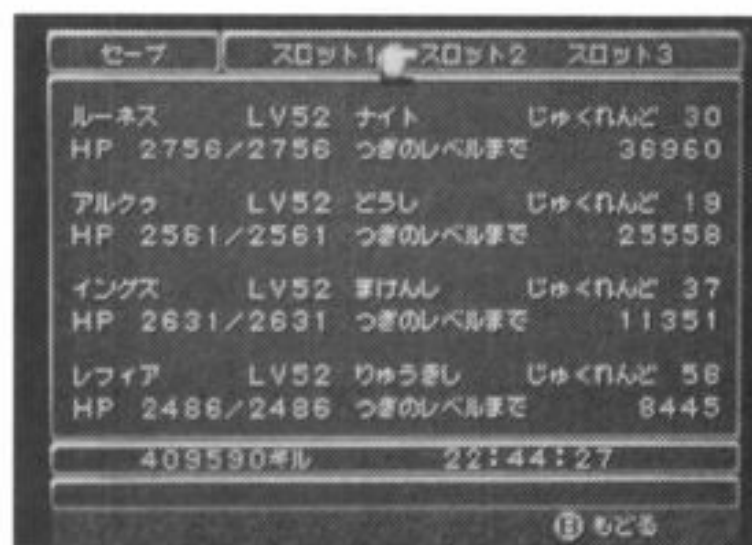 セーブ スロット1 スロット2 スロット3
ルーネス LV52 ナイト じゅくれんど 30
HP 2756/2756 つぎのレベルまで 36960
アルクゥ LV52 どうし じゅくれんど 19
HP 2561/2561 つぎのレベルまで 25558
イングズ LV52 まけんし じゅくれんど 37
HP 2631/2631 つぎのレベルまで 11351
レフィア LV52 りゅうきし じゅくれんど 58
HP 2486/2486 つぎのレベルまで 8445
409590ギル 22:44:27
B もどる